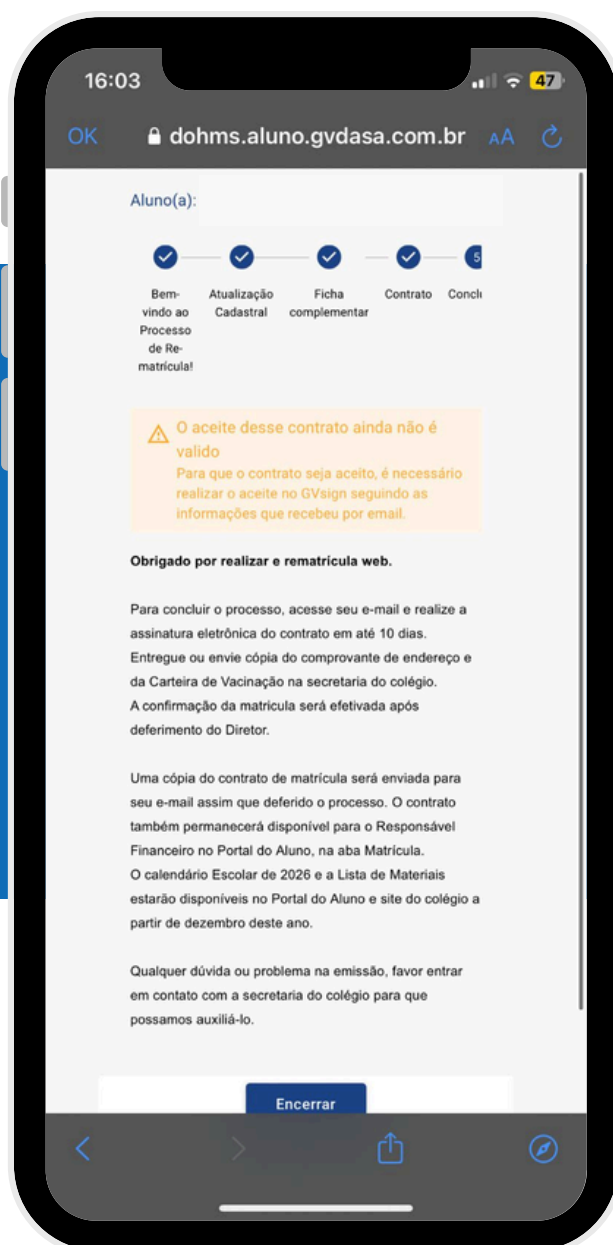 16:03
47
OK
dohms.aluno.gvdasa.com.br
AA
Aluno(a):
5
Bem-
vindo ao
Processo
de Re-
matrícula!
Atualização
Cadastral
Ficha
complementar
Contrato
Conclu
O aceite desse contrato ainda não é
valido
Para que o contrato seja aceito, é necessário
realizar o aceite no GVsign seguindo as
informações que recebeu por email.
Obrigado por realizar e rematrícula web.
Para concluir o processo, acesse seu e-mail e realize a
assinatura eletrônica do contrato em até 10 dias.
Entregue ou envie cópia do comprovante de endereço e
da Carteira de Vacinação na secretaria do colégio.
A confirmação da matricula será efetivada após
deferimento do Diretor.
Uma cópia do contrato de matrícula será enviada para
seu e-mail assim que deferido o processo. O contrato
também permanecerá disponível para o Responsável
Financeiro no Portal do Aluno, na aba Matrícula.
O calendário Escolar de 2026 e a Lista de Materiais
estarão disponíveis no Portal do Aluno e site do colégio a
partir de dezembro deste ano.
Qualquer dúvida ou problema na emissão, favor entrar
em contato com a secretaria do colégio para que
possamos auxiliá-lo.
Encerrar